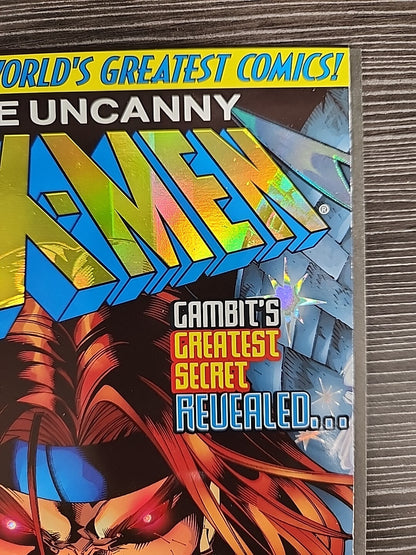 WORLD'S GREATEST COMICS!
E UNCANNY
X-MEN®
GAMBIT'S
GREATEST
SECRET
REVEALED...